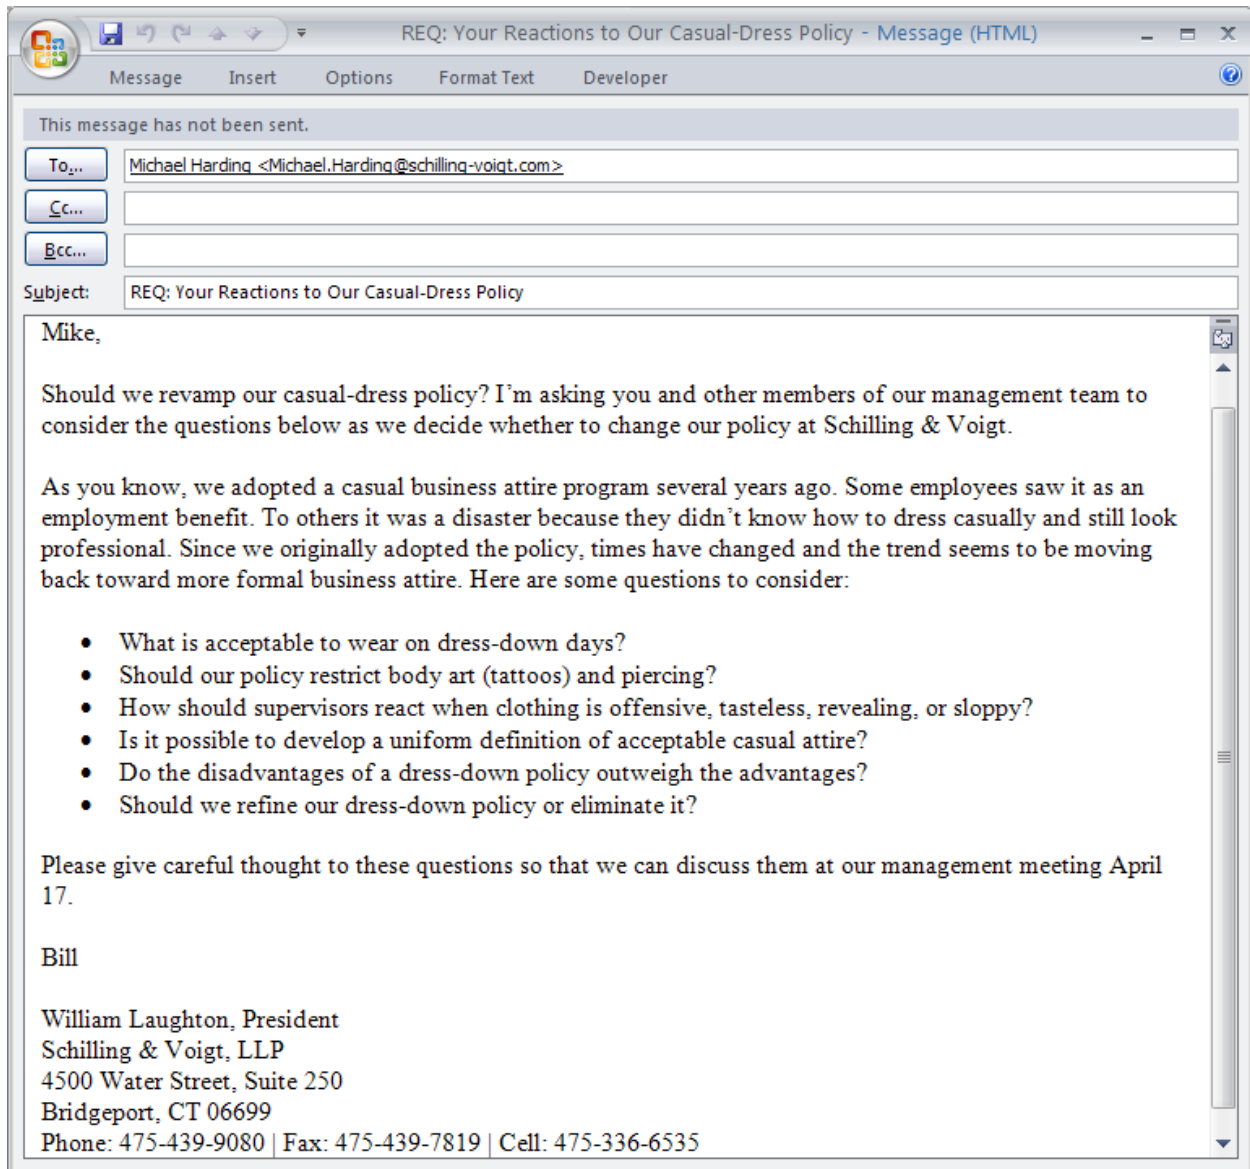 REQ: Your Reactions to Our Casual-Dress Policy - Message (HTML)
Message Insert Options Format Text Developer
This message has not been sent.
To... Michael Harding <Michael.Harding@schilling-voigt.com>
Cc...
Bcc...
Subject: REQ: Your Reactions to Our Casual-Dress Policy
Mike,
Should we revamp our casual-dress policy? I’m asking you and other members of our management team to
consider the questions below as we decide whether to change our policy at Schilling & Voigt.
As you know, we adopted a casual business attire program several years ago. Some employees saw it as an
employment benefit. To others it was a disaster because they didn’t know how to dress casually and still look
professional. Since we originally adopted the policy, times have changed and the trend seems to be moving
back toward more formal business attire. Here are some questions to consider:
• What is acceptable to wear on dress-down days?
• Should our policy restrict body art (tattoos) and piercing?
• How should supervisors react when clothing is offensive, tasteless, revealing, or sloppy?
• Is it possible to develop a uniform definition of acceptable casual attire?
• Do the disadvantages of a dress-down policy outweigh the advantages?
• Should we refine our dress-down policy or eliminate it?
Please give careful thought to these questions so that we can discuss them at our management meeting April
17.
Bill
William Laughton, President
Schilling & Voigt, LLP
4500 Water Street, Suite 250
Bridgeport, CT 06699
Phone: 475-439-9080 | Fax: 475-439-7819 | Cell: 475-336-6535